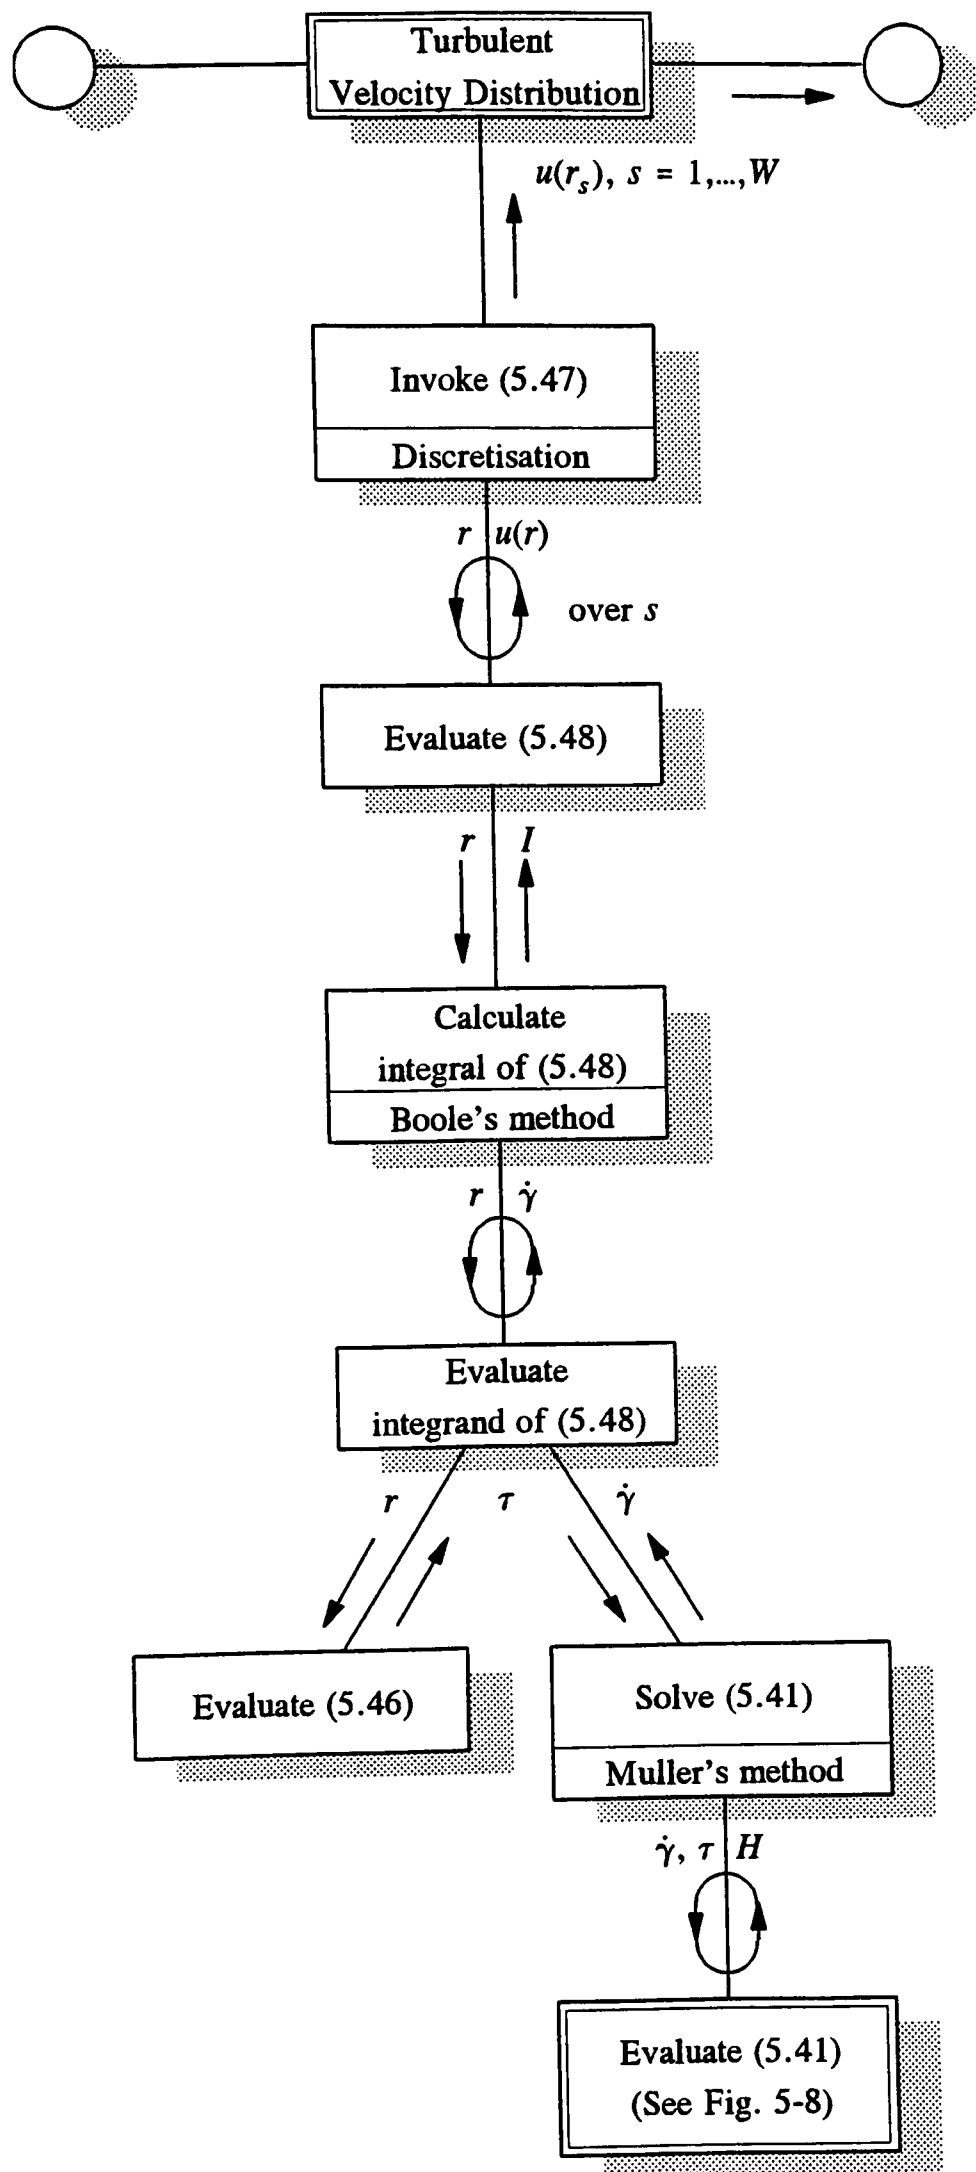 Turbulent
Velocity Distribution
u(r_s), s = 1,...,W
Invoke (5.47)
Discretisation
r u(r)
over s
Evaluate (5.48)
r I
Calculate
integral of (5.48)
Boole's method
r γ̇
Evaluate
integrand of (5.48)
r τ γ̇
Evaluate (5.46)
Solve (5.41)
Muller's method
γ̇, τ H
Evaluate (5.41)
(See Fig. 5-8)